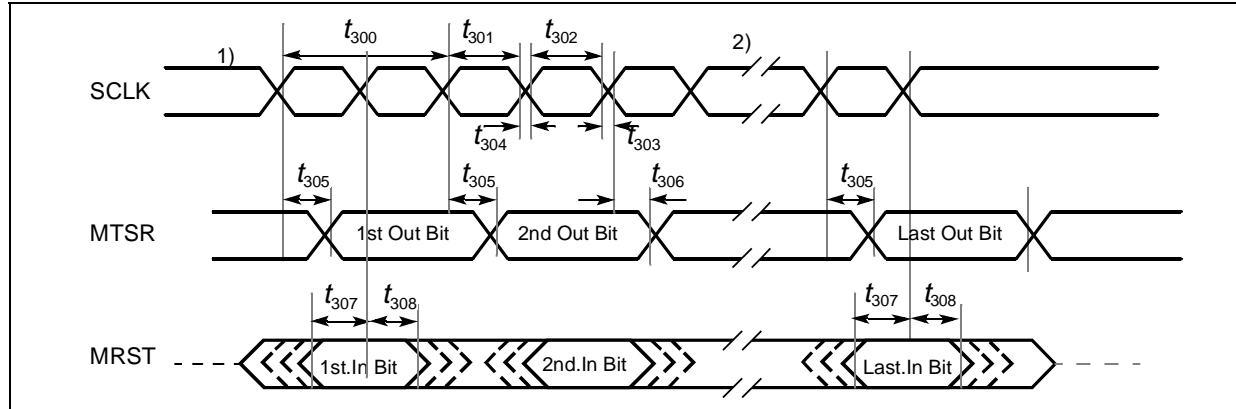 t300 t301 t302
1) 2)
SCLK
t304 t303
t305 t305 t306 t305
MTSR 1st Out Bit 2nd Out Bit Last Out Bit
t307 t308 t307 t308
MRST 1st.In Bit 2nd.In Bit Last.In Bit